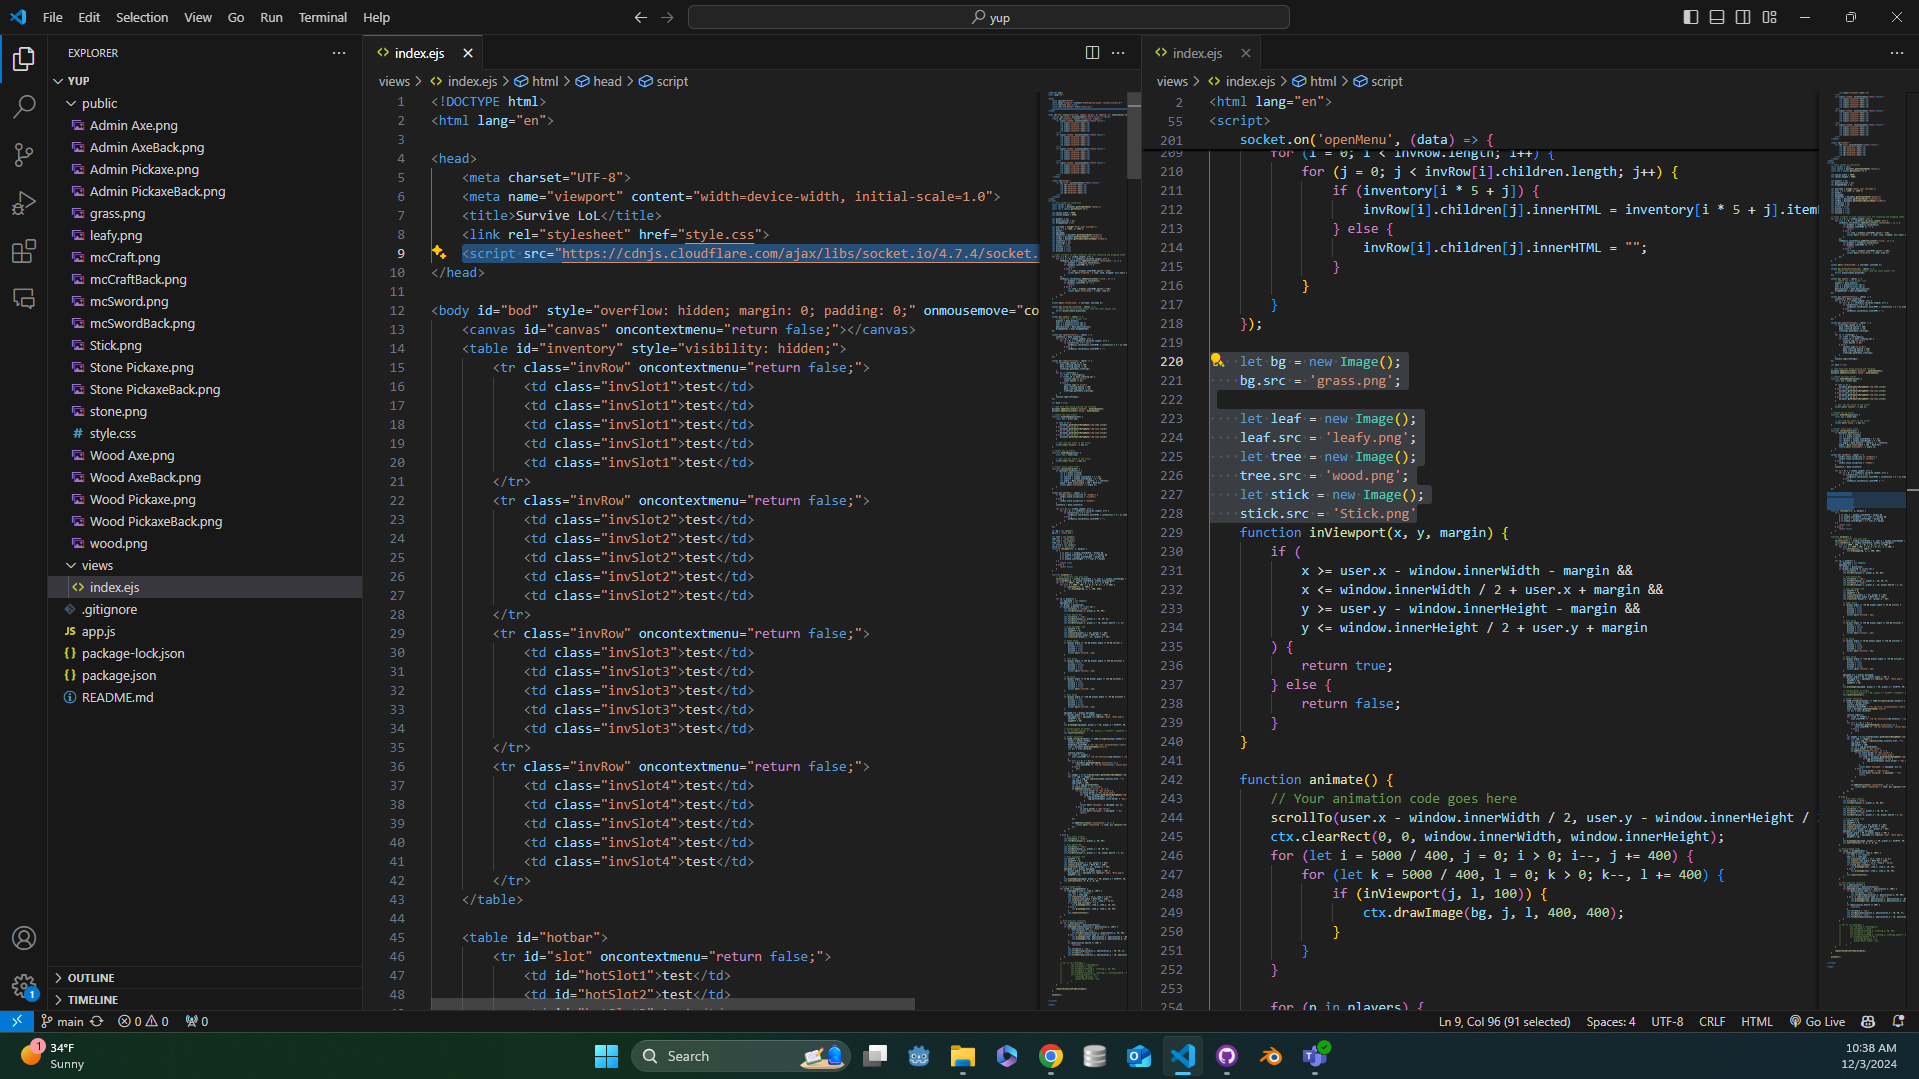 File Edit Selection View Go Run Terminal Help
yup
EXPLORER
YUP
public
Admin Axe.png
Admin AxeBack.png
Admin Pickaxe.png
Admin PickaxeBack.png
grass.png
leafy.png
mcCraft.png
mcCraftBack.png
mcSword.png
mcSwordBack.png
Stick.png
Stone Pickaxe.png
Stone PickaxeBack.png
stone.png
# style.css
Wood Axe.png
Wood AxeBack.png
Wood Pickaxe.png
Wood PickaxeBack.png
wood.png
views
index.ejs
.gitignore
JS app.js
{} package-lock.json
{} package.json
README.md
OUTLINE
TIMELINE
index.ejs
views > index.ejs > html > head > script
1 <!DOCTYPE html>
2 <html lang="en">
3
4 <head>
5 <meta charset="UTF-8">
6 <meta name="viewport" content="width=device-width, initial-scale=1.0">
7 <title>Survive LoL</title>
8 <link rel="stylesheet" href="style.css">
9 <script src="https://cdnjs.cloudflare.com/ajax/libs/socket.io/4.7.4/socket.
10 </head>
11
12 <body id="bod" style="overflow: hidden; margin: 0; padding: 0;" onmousemove="co
13 <canvas id="canvas" oncontextmenu="return false;"></canvas>
14 <table id="inventory" style="visibility: hidden;">
15 <tr class="invRow" oncontextmenu="return false;">
16 <td class="invSlot1">test</td>
17 <td class="invSlot1">test</td>
18 <td class="invSlot1">test</td>
19 <td class="invSlot1">test</td>
20 <td class="invSlot1">test</td>
21 </tr>
22 <tr class="invRow" oncontextmenu="return false;">
23 <td class="invSlot2">test</td>
24 <td class="invSlot2">test</td>
25 <td class="invSlot2">test</td>
26 <td class="invSlot2">test</td>
27 <td class="invSlot2">test</td>
28 </tr>
29 <tr class="invRow" oncontextmenu="return false;">
30 <td class="invSlot3">test</td>
31 <td class="invSlot3">test</td>
32 <td class="invSlot3">test</td>
33 <td class="invSlot3">test</td>
34 <td class="invSlot3">test</td>
35 </tr>
36 <tr class="invRow" oncontextmenu="return false;">
37 <td class="invSlot4">test</td>
38 <td class="invSlot4">test</td>
39 <td class="invSlot4">test</td>
40 <td class="invSlot4">test</td>
41 <td class="invSlot4">test</td>
42 </tr>
43 </table>
44
45 <table id="hotbar">
46 <tr id="slot" oncontextmenu="return false;">
47 <td id="hotSlot1">test</td>
48 <td id="hotSlot2">test</td>
index.ejs
views > index.ejs > html > script
2 <html lang="en">
55 <script>
201 socket.on('openMenu', (data) => {
209 for (i = 0; i < invRow.length; i++) {
210 for (j = 0; j < invRow[i].children.length; j++) {
211 if (inventory[i * 5 + j]) {
212 invRow[i].children[j].innerHTML = inventory[i * 5 + j].item
213 } else {
214 invRow[i].children[j].innerHTML = "";
215 }
216 }
217 }
218 });
219
220 let bg = new Image();
221 bg.src = 'grass.png';
222
223 let leaf = new Image();
224 leaf.src = 'leafy.png';
225 let tree = new Image();
226 tree.src = 'wood.png';
227 let stick = new Image();
228 stick.src = 'Stick.png'
229 function inViewport(x, y, margin) {
230 if (
231 x >= user.x - window.innerWidth - margin &&
232 x <= window.innerWidth / 2 + user.x + margin &&
233 y >= user.y - window.innerHeight - margin &&
234 y <= window.innerHeight / 2 + user.y + margin
235 ) {
236 return true;
237 } else {
238 return false;
239 }
240 }
241
242 function animate() {
243 // Your animation code goes here
244 scrollTo(user.x - window.innerWidth / 2, user.y - window.innerHeight /
245 ctx.clearRect(0, 0, window.innerWidth, window.innerHeight);
246 for (let i = 5000 / 400, j = 0; i > 0; i--, j += 400) {
247 for (let k = 5000 / 400, l = 0; k > 0; k--, l += 400) {
248 if (inViewport(j, l, 100)) {
249 ctx.drawImage(bg, j, l, 400, 400);
250 }
251 }
252 }
253
254 for (n in players) {
main 0 0 0
Ln 9, Col 96 (91 selected) Spaces: 4 UTF-8 CRLF HTML Go Live
1
34°F
Sunny
Search
10:38 AM
12/3/2024